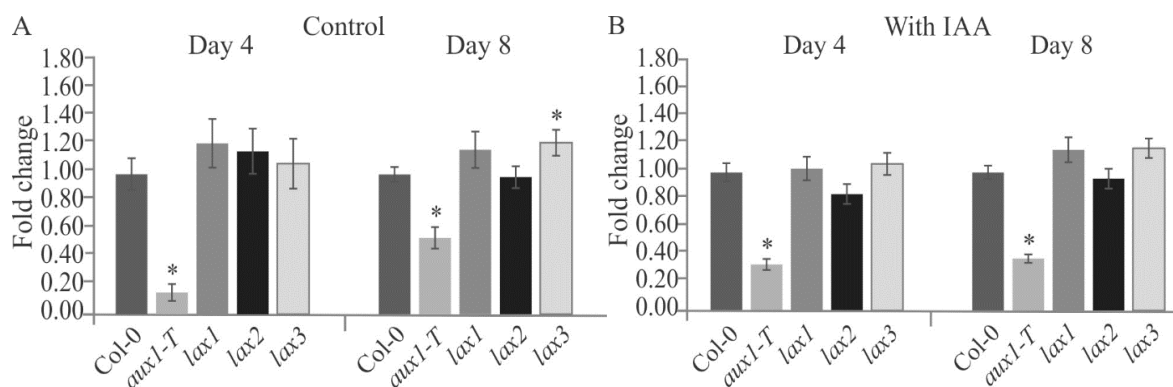 A
Control
Day 4
Day 8
Fold change
1.80
1.60
1.40
1.20
1.00
0.80
0.60
0.40
0.20
0.00
*
*
*
Col-0
aux1-T
lax1
lax2
lax3
Col-0
aux1-T
lax1
lax2
lax3
B
With IAA
Day 4
Day 8
Fold change
1.80
1.60
1.40
1.20
1.00
0.80
0.60
0.40
0.20
0.00
*
*
Col-0
aux1-T
lax1
lax2
lax3
Col-0
aux1-T
lax1
lax2
lax3